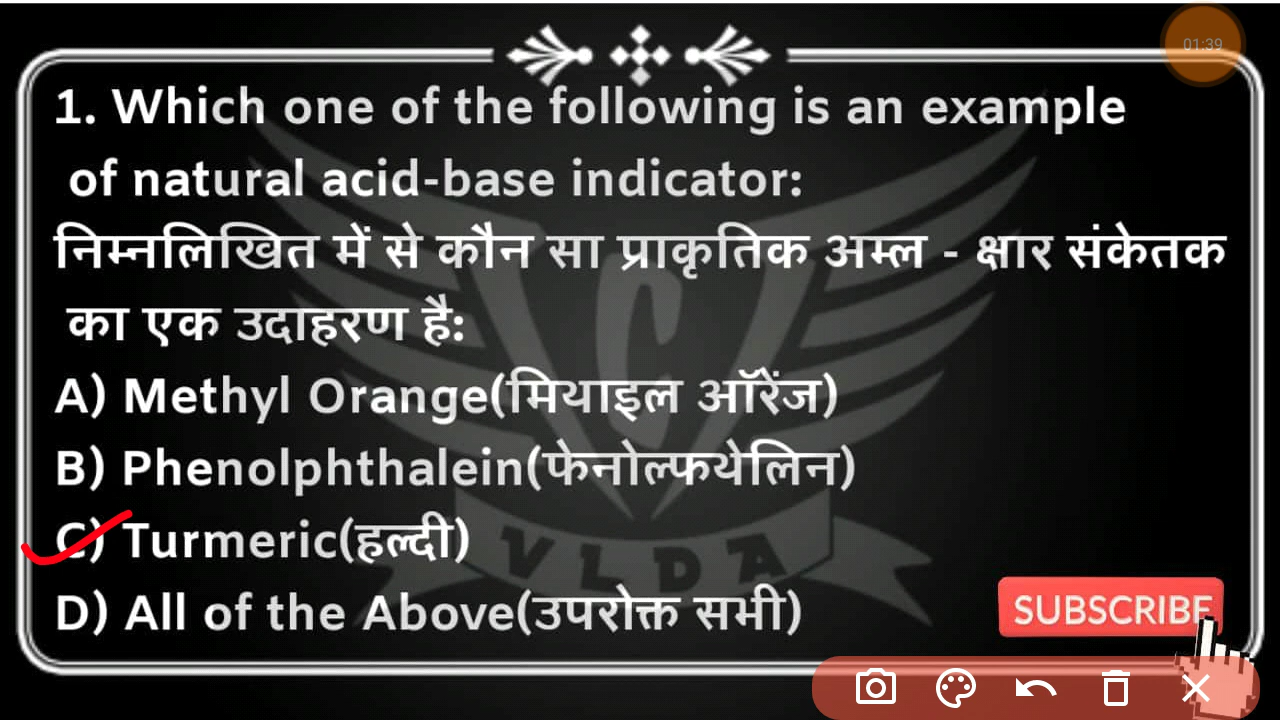 01:39
1. Which one of the following is an example
of natural acid-base indicator:
निम्नलिखित में से कौन सा प्राकृतिक अम्ल - क्षार संकेतक
का एक उदाहरण है:
A) Methyl Orange(मिथाइल ऑरेंज)
B) Phenolphthalein(फेनोल्फथेलिन)
C) Turmeric(हल्दी)
D) All of the Above(उपरोक्त सभी)
VLDA
SUBSCRIBE